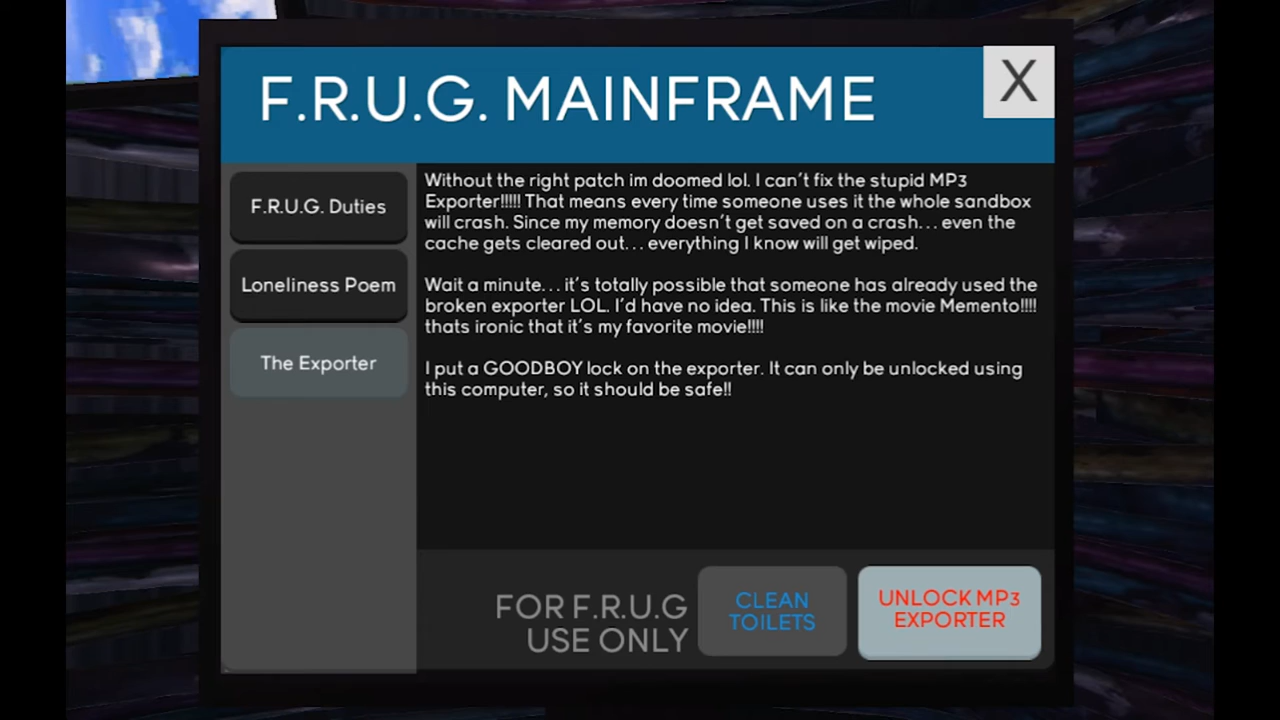 F.R.U.G. MAINFRAME
X
F.R.U.G. Duties
Loneliness Poem
The Exporter
Without the right patch im doomed lol. I can't fix the stupid MP3
Exporter!!!!! That means every time someone uses it the whole sandbox
will crash. Since my memory doesn't get saved on a crash... even the
cache gets cleared out... everything I know will get wiped.
Wait a minute... it's totally possible that someone has already used the
broken exporter LOL. I'd have no idea. This is like the movie Memento!!!!
thats ironic that it's my favorite movie!!!!
I put a GOODBOY lock on the exporter. It can only be unlocked using
this computer, so it should be safe!!
FOR F.R.U.G
USE ONLY
CLEAN
TOILETS
UNLOCK MP3
EXPORTER